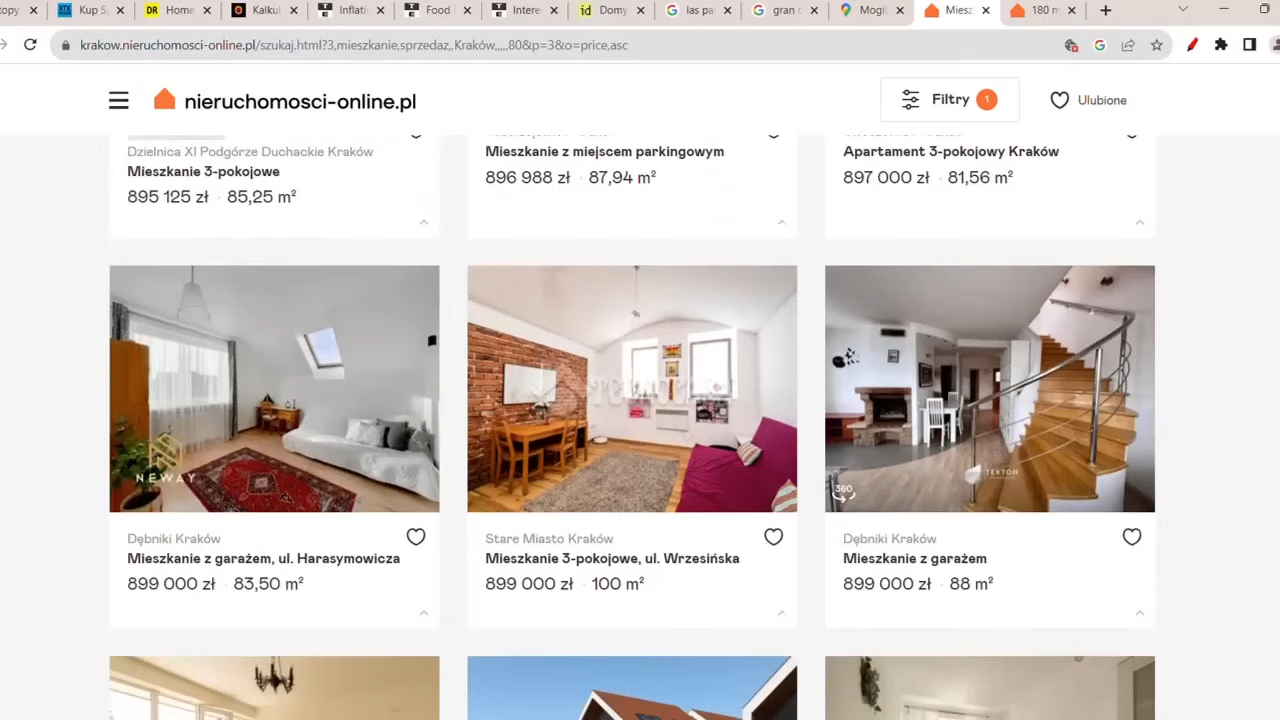 topy
Kup S
Home
Kalkul
Inflati
Food
Intere
Domy
las pa
gran c
Mogił
Miesz
180 m
krakow.nieruchomosci-online.pl/szukaj.html?3,mieszkanie,sprzedaz,,Kraków,,,,,80&p=3&o=price,asc
nieruchomosci-online.pl
Filtry 1
Ulubione
Dzielnica XI Podgórze Duchackie Kraków
Mieszkanie 3-pokojowe
895 125 zł · 85,25 m²
Mieszkanie z miejscem parkingowym
896 988 zł · 87,94 m²
Apartament 3-pokojowy Kraków
897 000 zł · 81,56 m²
NEWAY
360
TEKTON
Dębniki Kraków
Mieszkanie z garażem, ul. Harasymowicza
899 000 zł · 83,50 m²
Stare Miasto Kraków
Mieszkanie 3-pokojowe, ul. Wrzesińska
899 000 zł · 100 m²
Dębniki Kraków
Mieszkanie z garażem
899 000 zł · 88 m²